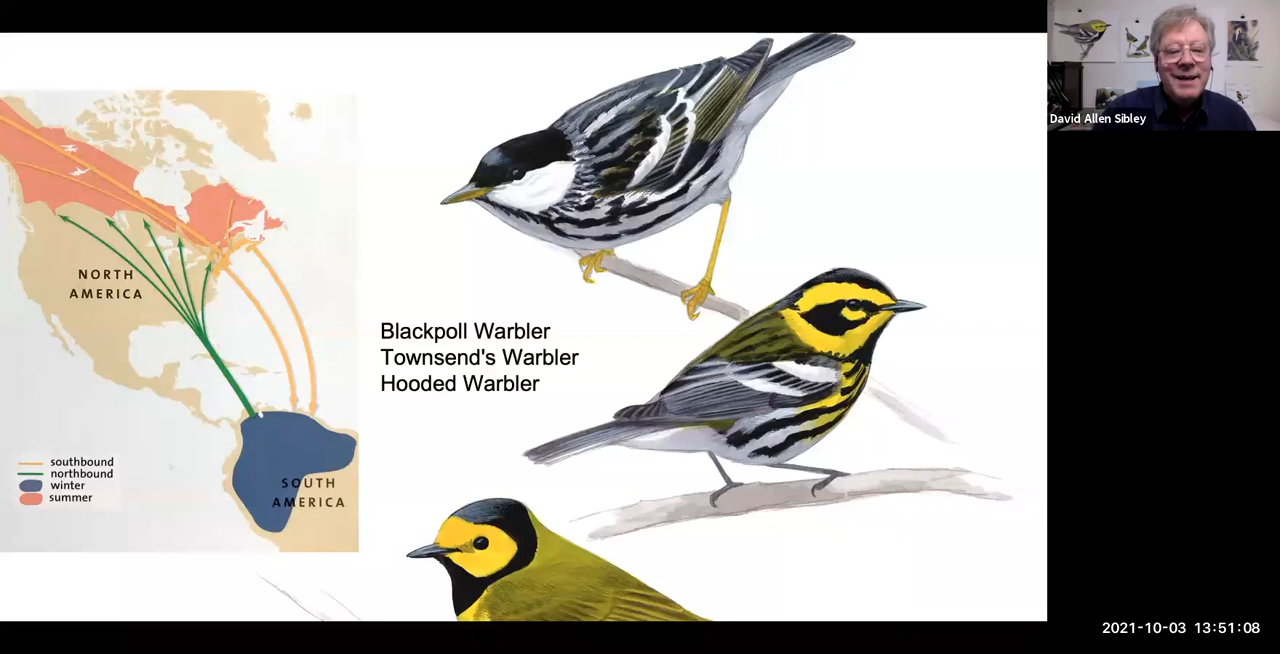 David Allen Sibley
NORTH
AMERICA
Blackpoll Warbler
Townsend's Warbler
Hooded Warbler
southbound
northbound
winter
summer
SOUTH
AMERICA
2021-10-03 13:51:08